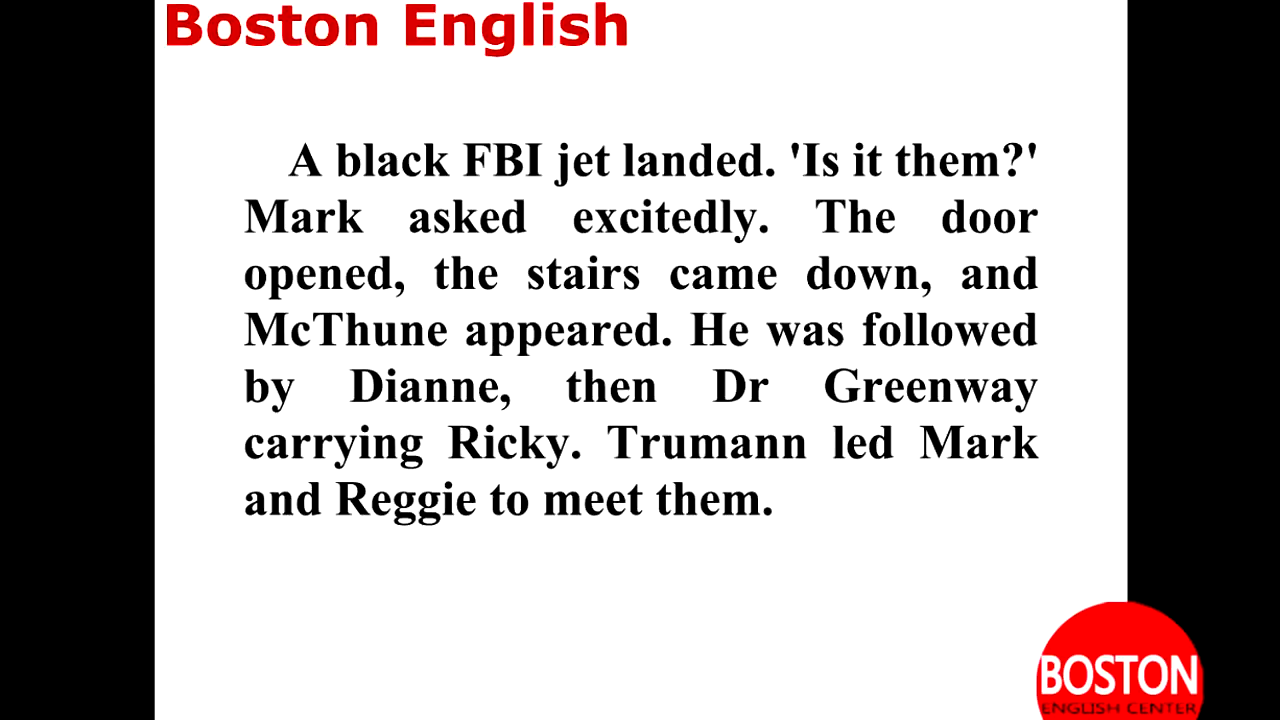 Boston English
A black FBI jet landed. 'Is it them?'
Mark asked excitedly. The door
opened, the stairs came down, and
McThune appeared. He was followed
by Dianne, then Dr Greenway
carrying Ricky. Trumann led Mark
and Reggie to meet them.
BOSTON
ENGLISH CENTER